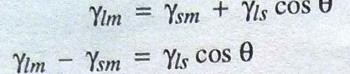 γlm = γsm + γls cos θ
γlm − γsm = γls cos θ